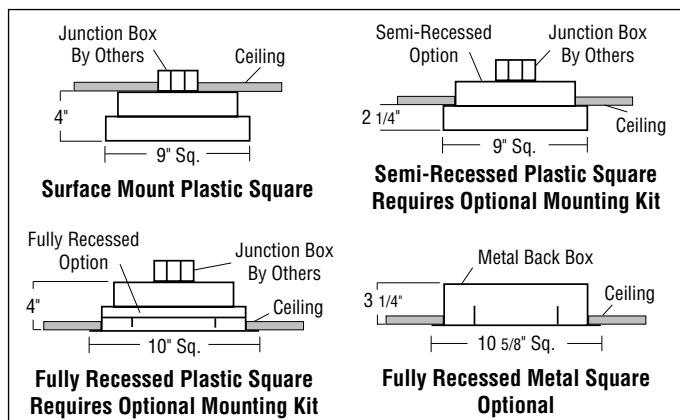 Junction Box
By Others
Ceiling
4"
9" Sq.
Surface Mount Plastic Square
Semi-Recessed
Option
Junction Box
By Others
2 1/4"
Ceiling
9" Sq.
Semi-Recessed Plastic Square
Requires Optional Mounting Kit
Fully Recessed
Option
Junction Box
By Others
4"
Ceiling
10" Sq.
Fully Recessed Plastic Square
Requires Optional Mounting Kit
Metal Back Box
3 1/4"
Ceiling
10 5/8" Sq.
Fully Recessed Metal Square
Optional